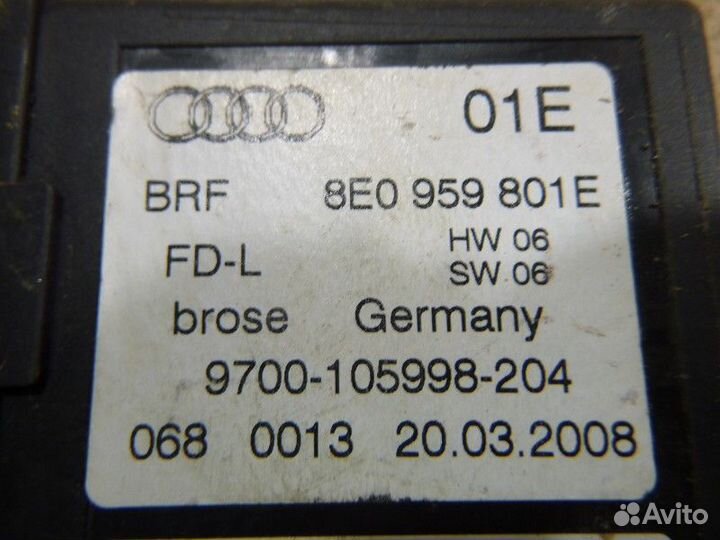 01E
BRF 8E0 959 801E
FD-L HW 06
SW 06
brose Germany
9700-105998-204
068 0013 20.03.2008
Avito